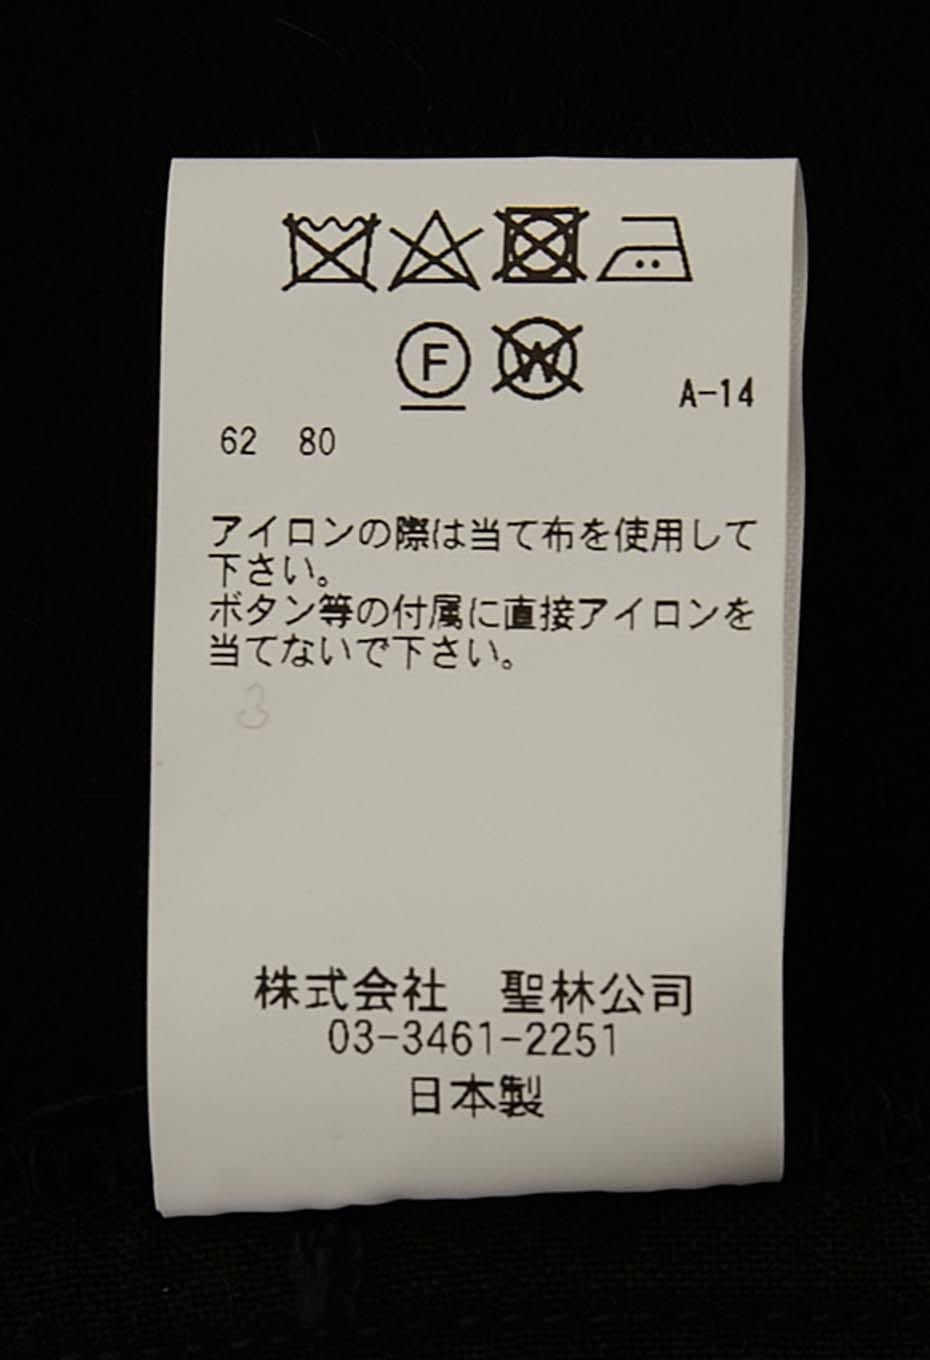 F W
A-14
62 80
アイロンの際は当て布を使用して
下さい。
ボタン等の付属に直接アイロンを
当てないで下さい。
3
株式会社 聖林公司
03-3461-2251
日本製